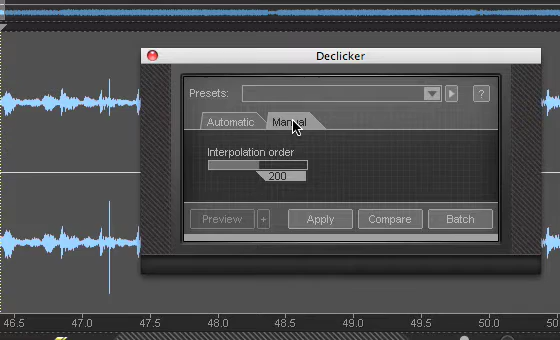 Declicker
Presets:
?
Automatic
Manual
Interpolation order
200
Preview
+
Apply
Compare
Batch
46.5 47.0 47.5 48.0 48.5 49.0 49.5 50.0 50